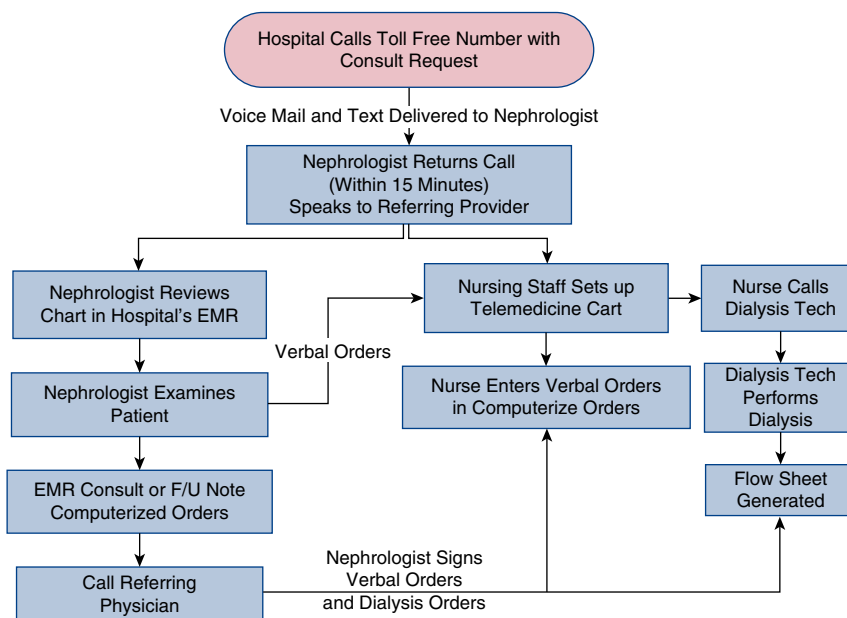 Hospital Calls Toll Free Number with
Consult Request
Voice Mail and Text Delivered to Nephrologist
Nephrologist Returns Call
(Within 15 Minutes)
Speaks to Referring Provider
Nephrologist Reviews
Chart in Hospital's EMR
Nursing Staff Sets up
Telemedicine Cart
Nurse Calls
Dialysis Tech
Verbal Orders
Nephrologist Examines
Patient
Nurse Enters Verbal Orders
in Computerize Orders
Dialysis Tech
Performs
Dialysis
EMR Consult or F/U Note
Computerized Orders
Flow Sheet
Generated
Call Referring
Physician
Nephrologist Signs
Verbal Orders
and Dialysis Orders